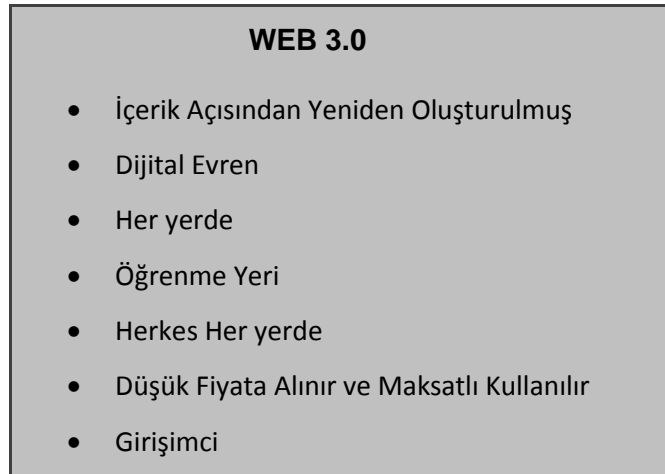 WEB 3.0
• İçerik Açısından Yeniden Oluşturulmuş
• Dijital Evren
• Her yerde
• Öğrenme Yeri
• Herkes Her yerde
• Düşük Fiyata Alınır ve Maksatlı Kullanılır
• Girişimci